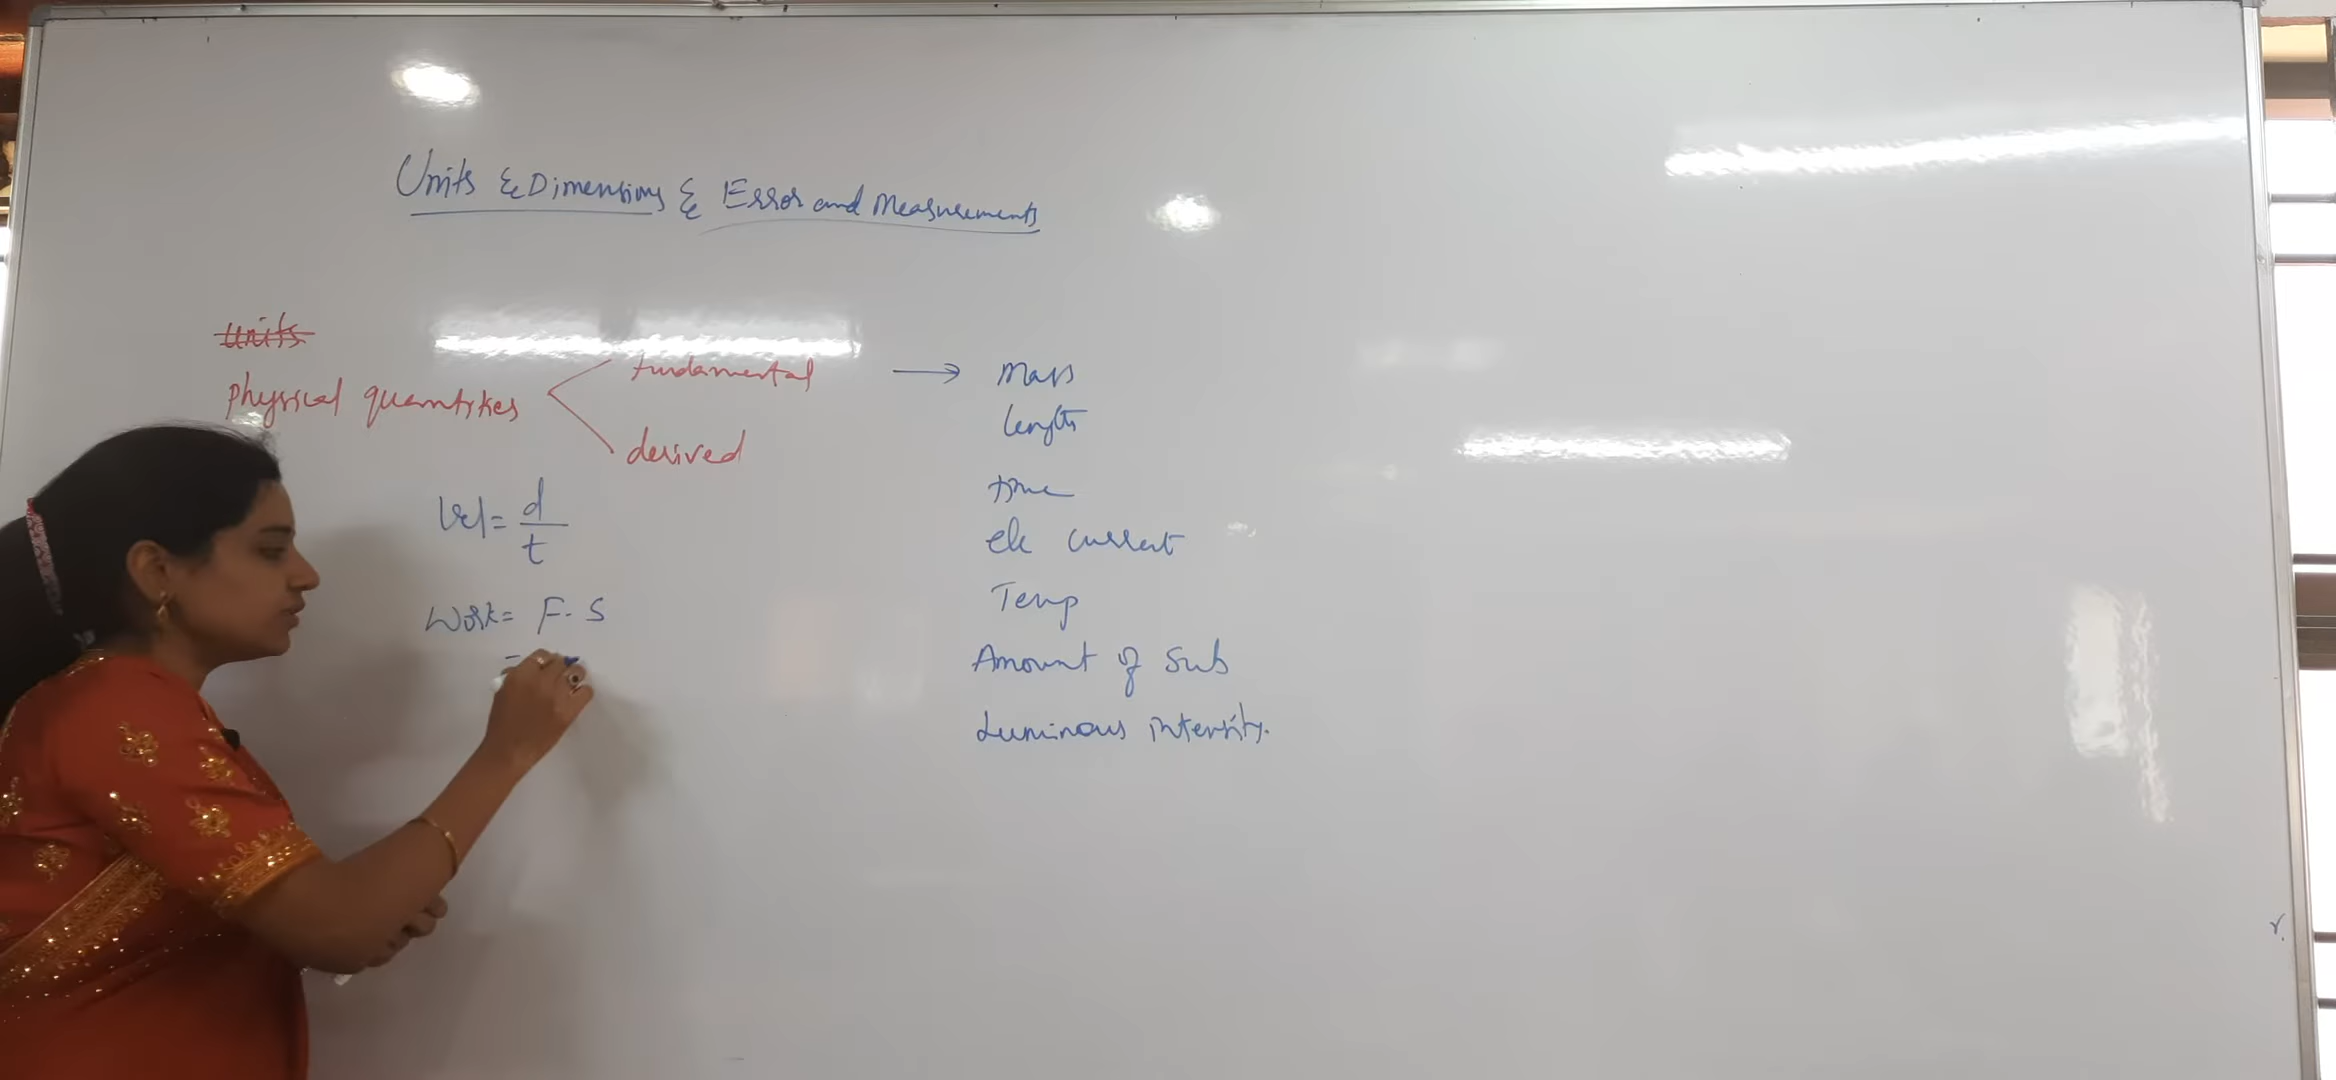 Units & Dimensions & Error and Measurements
Units
physical quantities
fundamental → mass
derived
length
Vel = d/t
time
ele current
Work = F. S
Temp
=
Amount of Sub
Luminous intensity.
r.